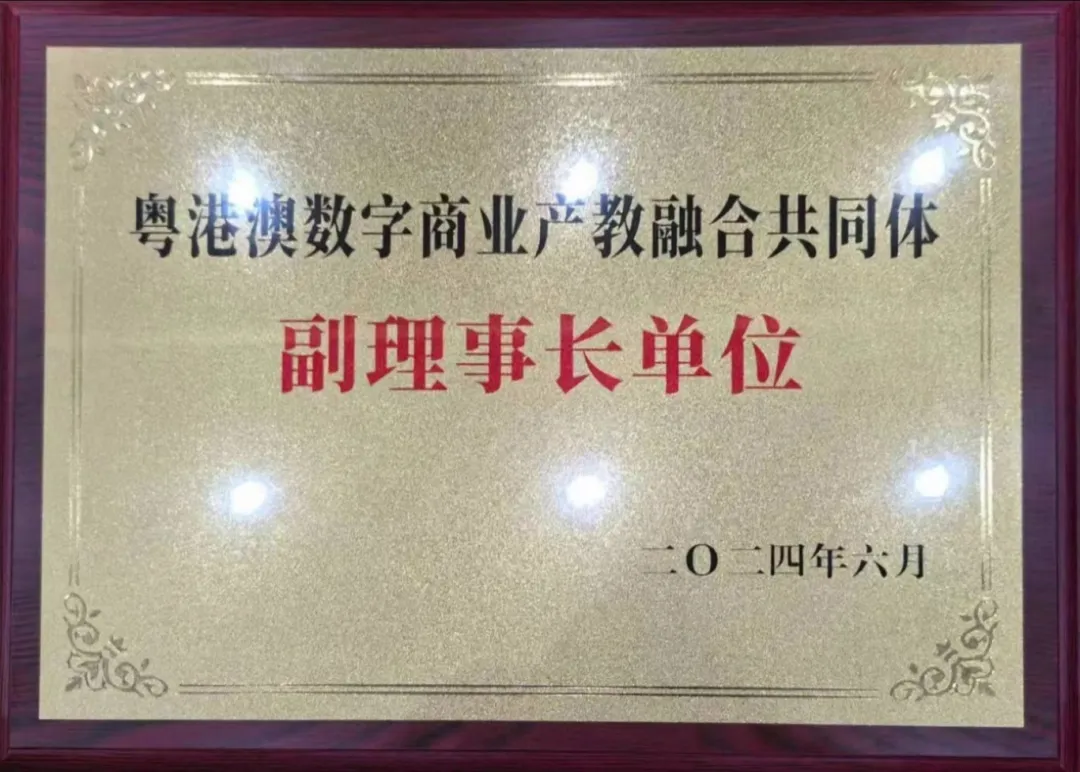 粤港澳数字商业产教融合共同体
副理事长单位
二〇二四年六月